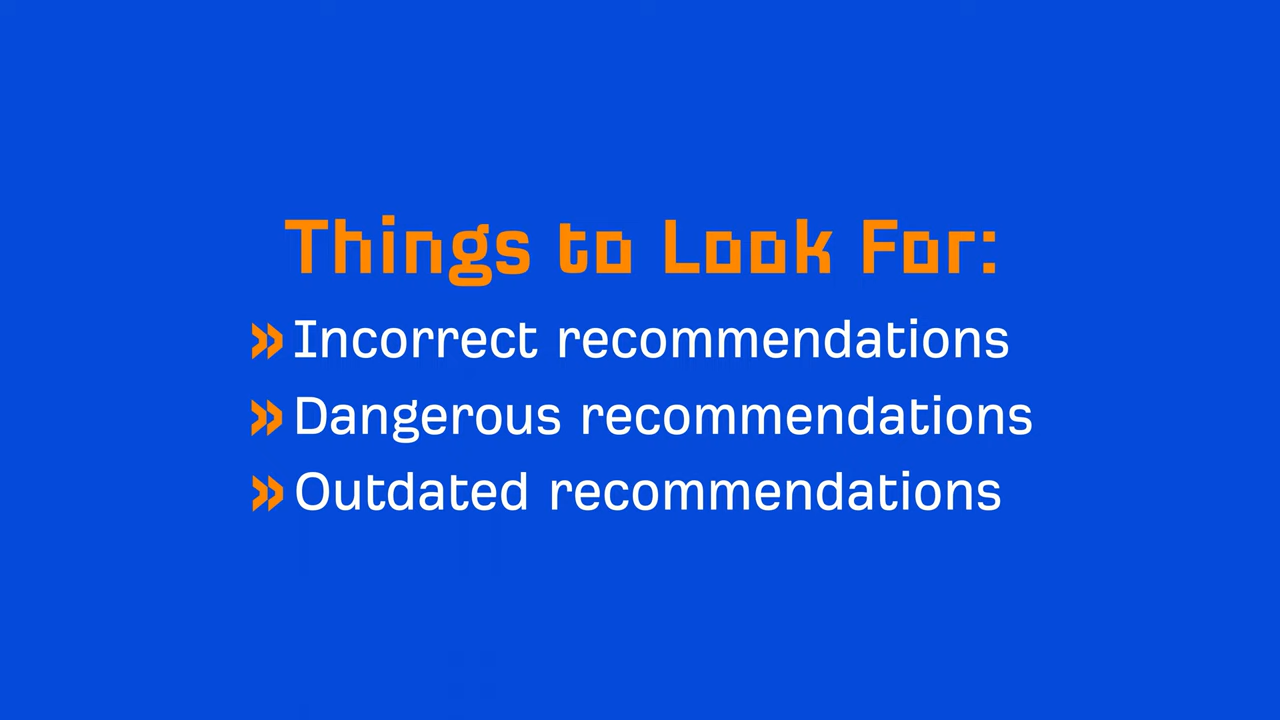 Things to Look For:
» Incorrect recommendations
» Dangerous recommendations
» Outdated recommendations